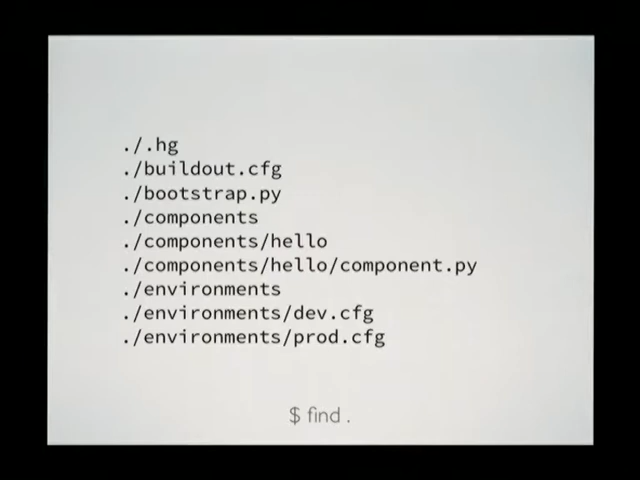 ./.hg
./buildout.cfg
./bootstrap.py
./components
./components/hello
./components/hello/component.py
./environments
./environments/dev.cfg
./environments/prod.cfg
$ find .